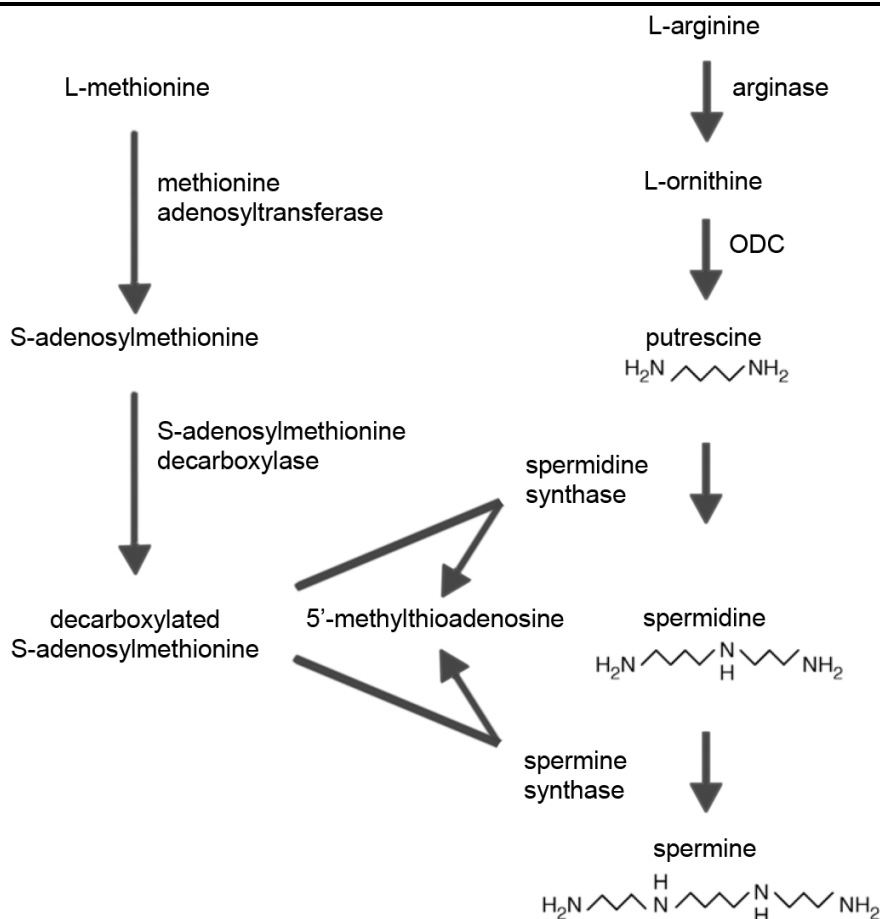 L-arginine
L-methionine
arginase
methionine
adenosyltransferase
L-ornithine
ODC
S-adenosylmethionine
putrescine
H₂N NH₂
S-adenosylmethionine
decarboxylase
spermidine
synthase
decarboxylated
S-adenosylmethionine
5’-methylthioadenosine
spermidine
H₂N N NH₂
H
spermine
synthase
spermine
H
H₂N N N NH₂
H